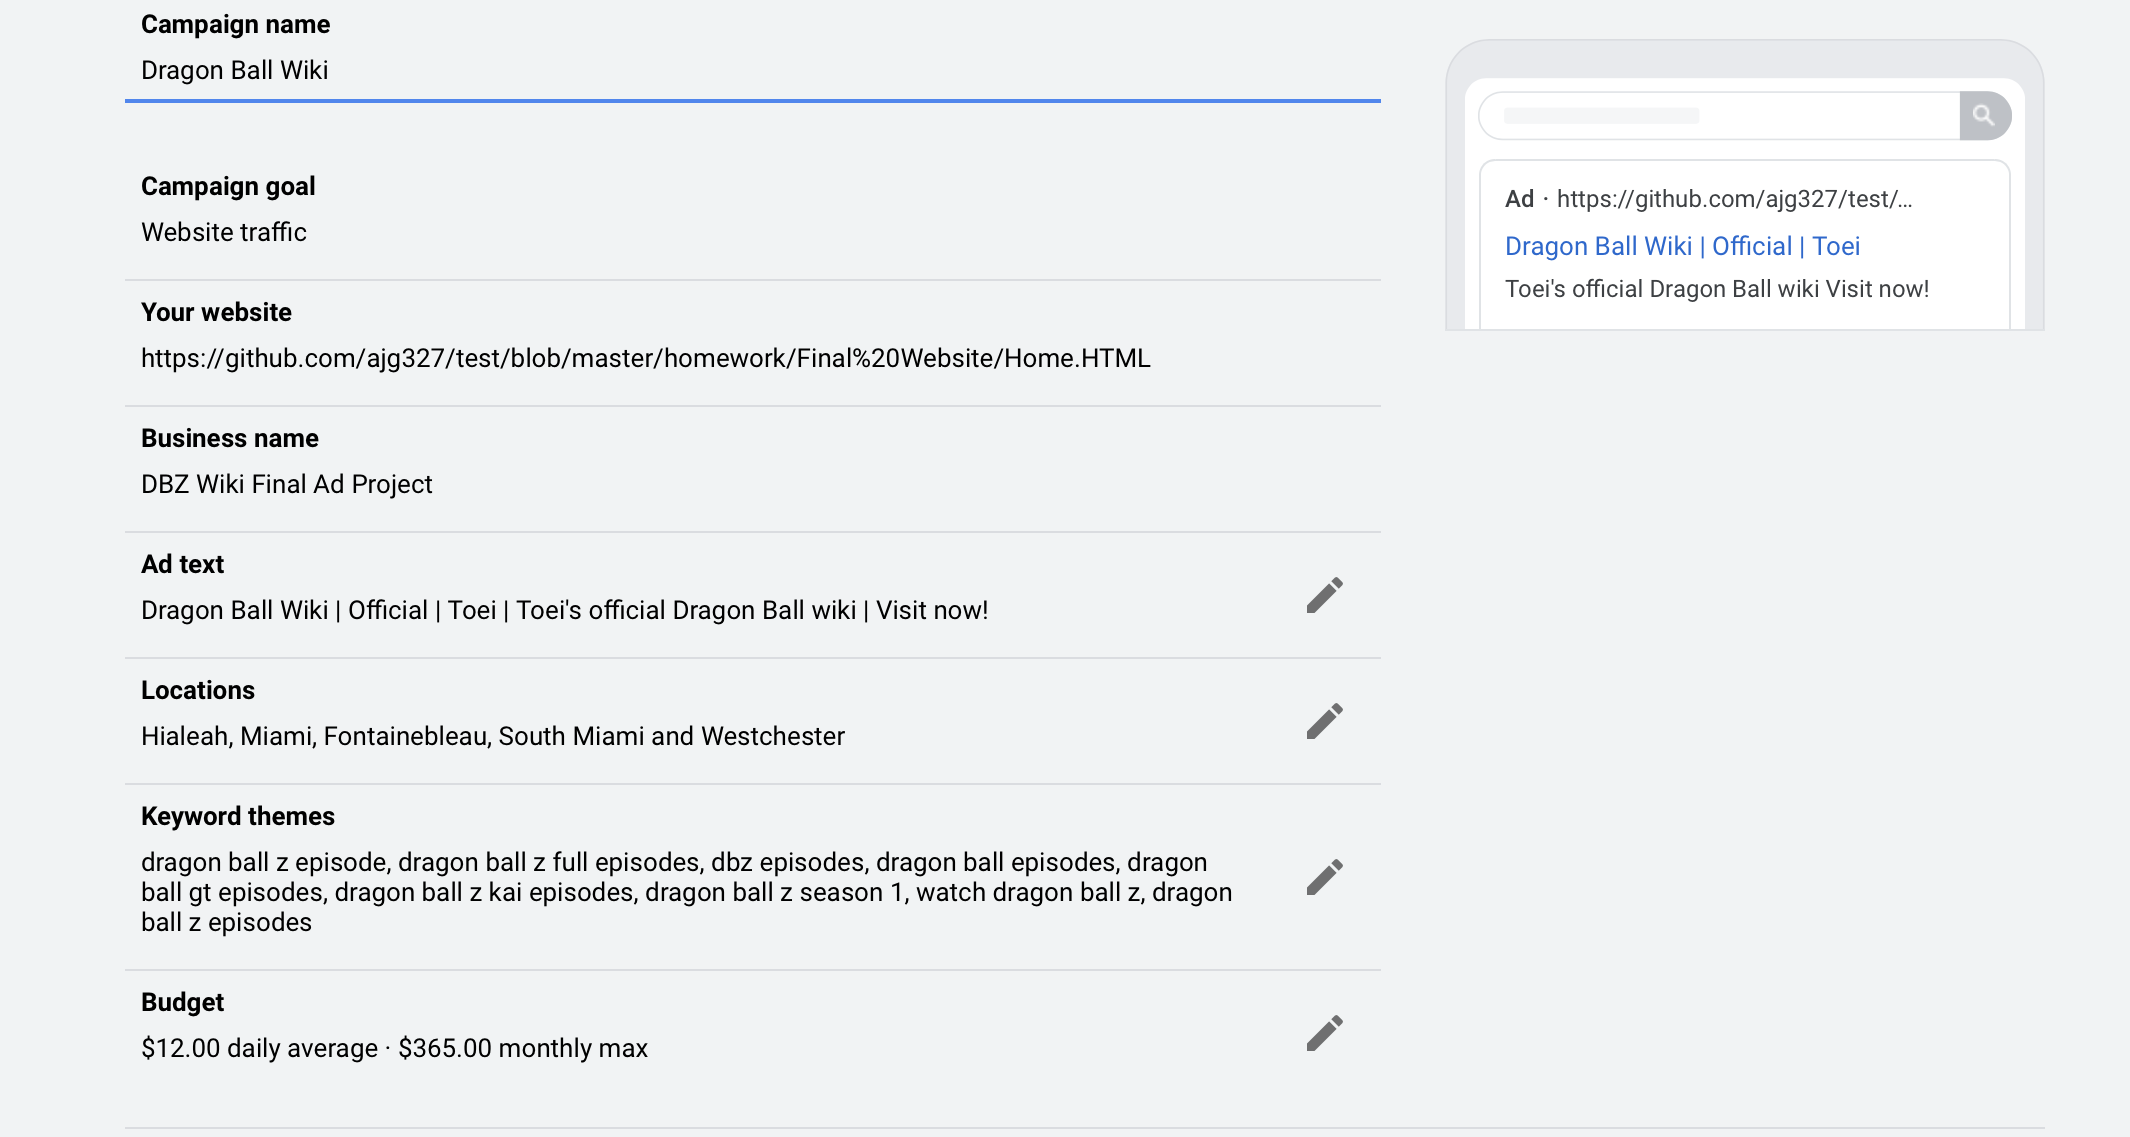 Campaign name
Dragon Ball Wiki
Campaign goal
Website traffic
Your website
https://github.com/ajg327/test/blob/master/homework/Final%20Website/Home.HTML
Business name
DBZ Wiki Final Ad Project
Ad text
Dragon Ball Wiki | Official | Toei | Toei's official Dragon Ball wiki | Visit now!
Locations
Hialeah, Miami, Fontainebleau, South Miami and Westchester
Keyword themes
dragon ball z episode, dragon ball z full episodes, dbz episodes, dragon ball episodes, dragon
ball gt episodes, dragon ball z kai episodes, dragon ball z season 1, watch dragon ball z, dragon
ball z episodes
Budget
$12.00 daily average · $365.00 monthly max
Ad · https://github.com/ajg327/test/...
Dragon Ball Wiki | Official | Toei
Toei's official Dragon Ball wiki Visit now!